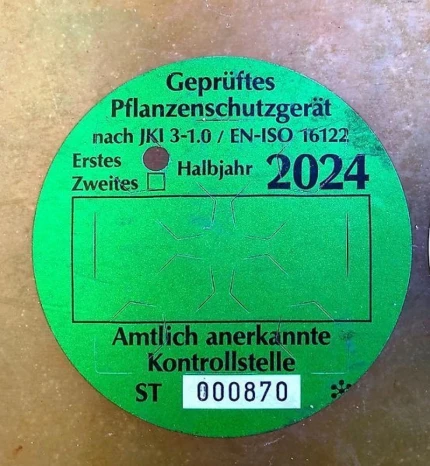 Geprüftes
Pflanzenschutzgerät
nach JKI 3-1.0 / EN-ISO 16122
Erstes Halbjahr 2024
Zweites
Amtlich anerkannte
Kontrollstelle
ST 000870